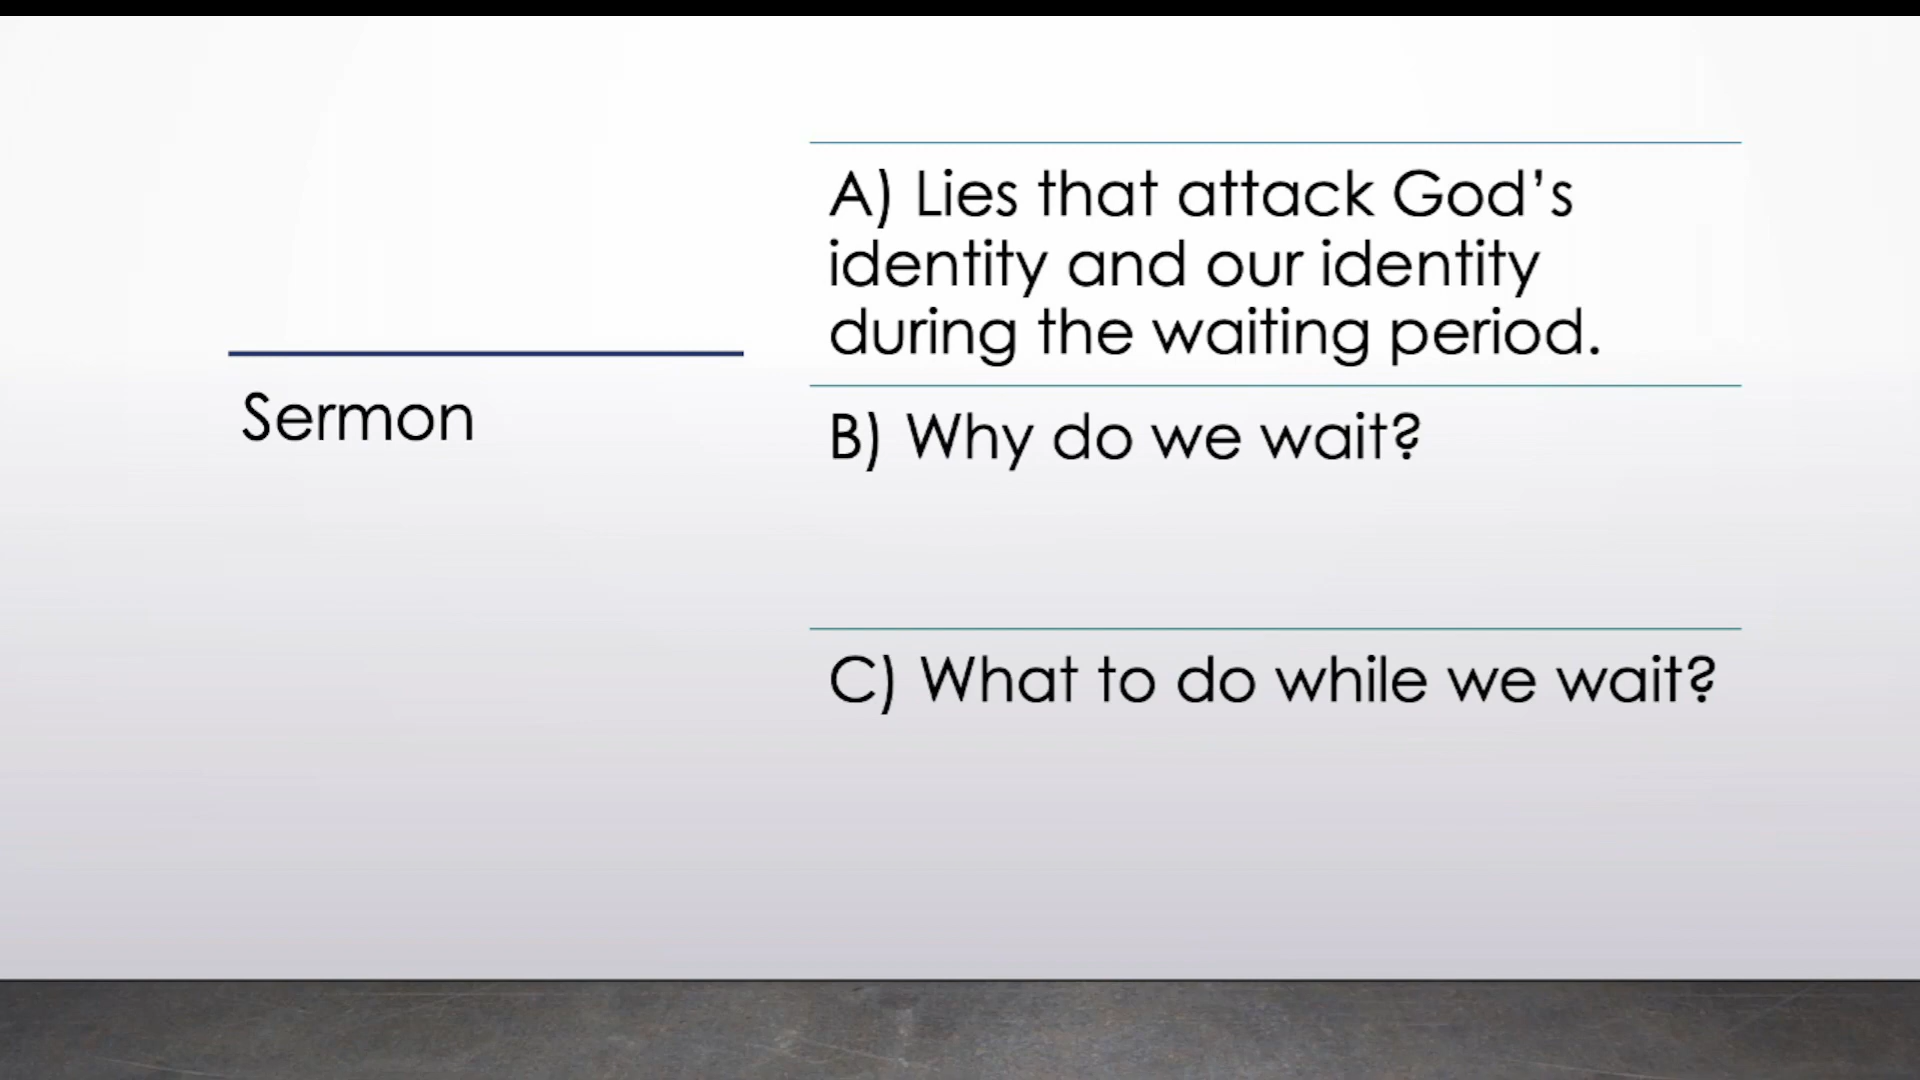 Sermon
A) Lies that attack God’s
identity and our identity
during the waiting period.
B) Why do we wait?
C) What to do while we wait?